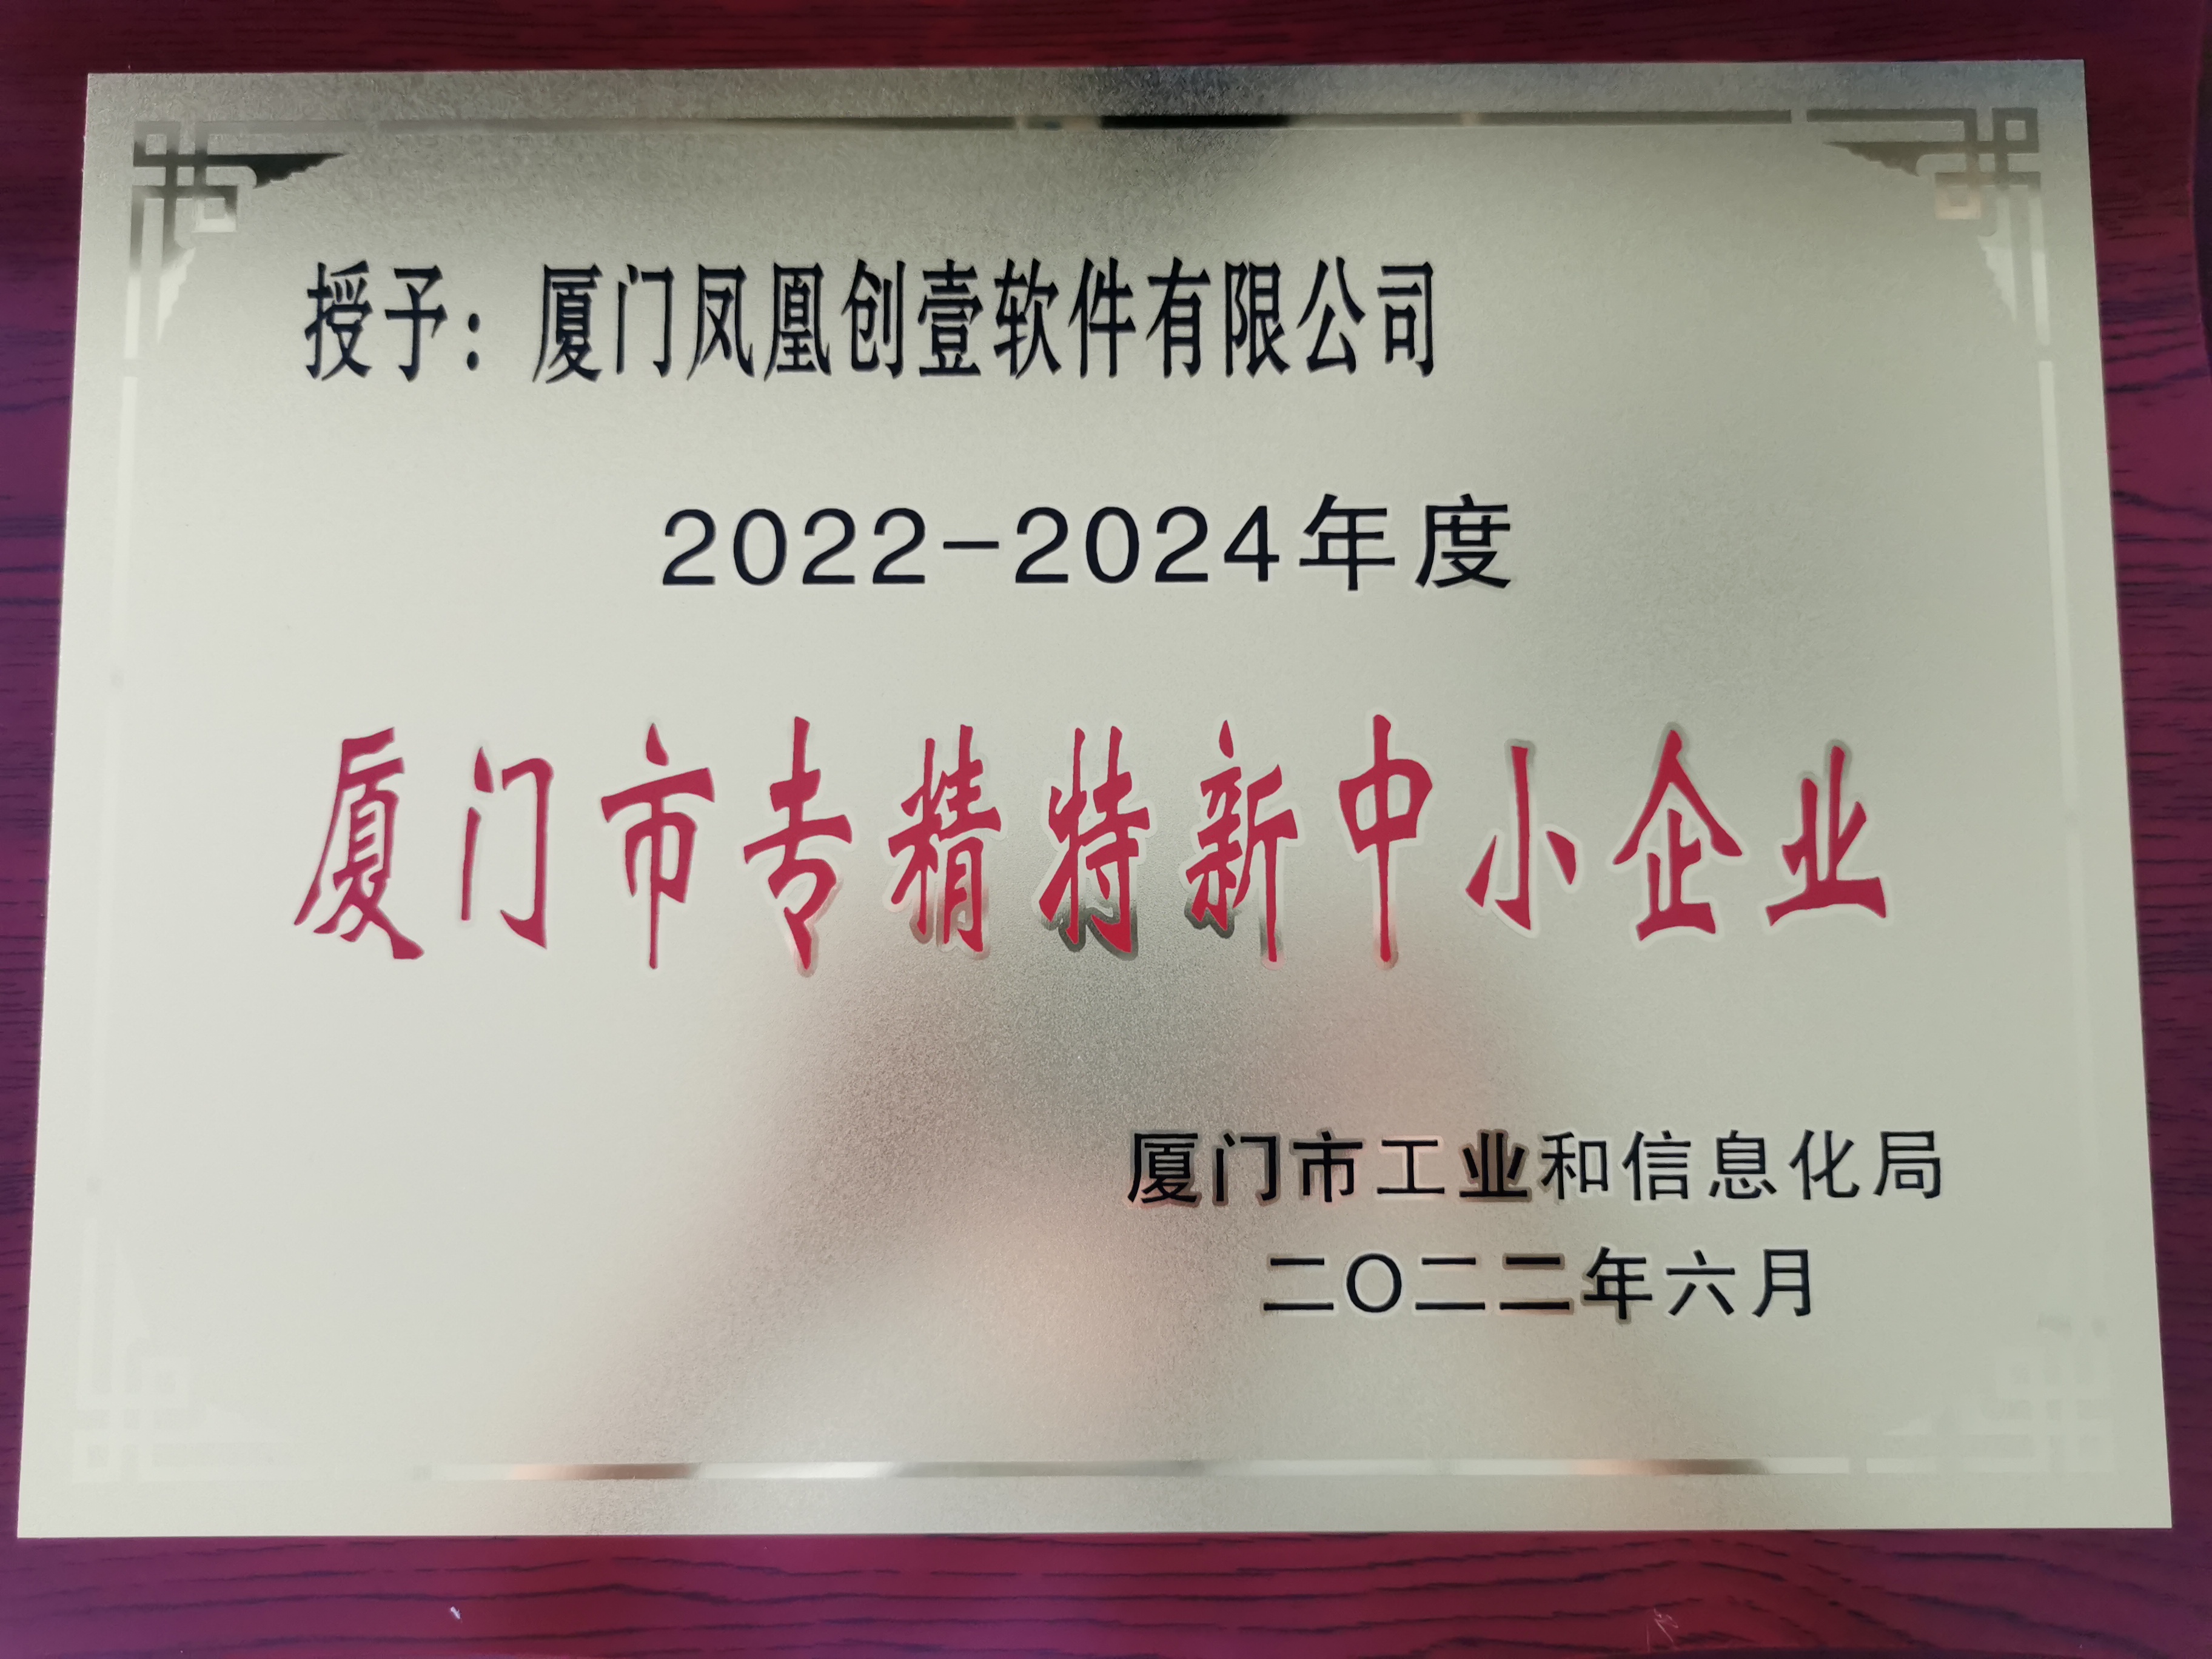 授予：厦门凤凰创壹软件有限公司
2022-2024年度
厦门市专精特新中小企业
厦门市工业和信息化局
二〇二二年六月